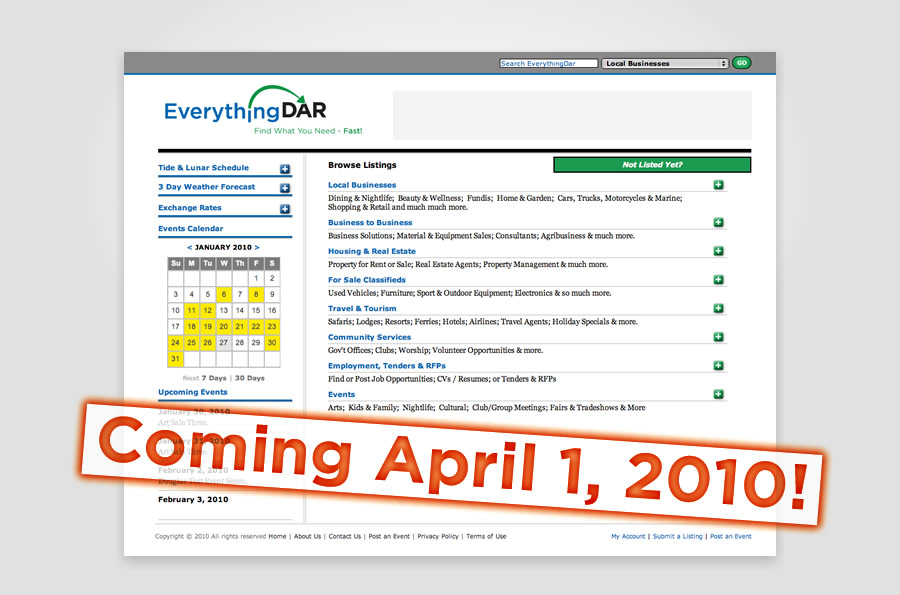 Search EverythingDar Local Businesses GO
EverythingDAR
Find What You Need - Fast!
Tide & Lunar Schedule
3 Day Weather Forecast
Exchange Rates
Events Calendar
< JANUARY 2010 >
Su M Tu W Th F S
1 2
3 4 5 6 7 8 9
10 11 12 13 14 15 16
17 18 19 20 21 22 23
24 25 26 27 28 29 30
31
Next 7 Days | 30 Days
Upcoming Events
January 30, 2010
Art Sale Three.
January 31, 2010
Art Sale Three.
February 2, 2010
Douglas Test Event Seven.
February 3, 2010
Browse Listings
Not Listed Yet?
Local Businesses
Dining & Nightlife; Beauty & Wellness; Fundis; Home & Garden; Cars, Trucks, Motorcycles & Marine;
Shopping & Retail and much much more.
Business to Business
Business Solutions; Material & Equipment Sales; Consultants; Agribusiness & much more.
Housing & Real Estate
Property for Rent or Sale; Real Estate Agents; Property Management & much more.
For Sale Classifieds
Used Vehicles; Furniture; Sport & Outdoor Equipment; Electronics & so much more.
Travel & Tourism
Safaris; Lodges; Resorts; Ferries; Hotels; Airlines; Travel Agents; Holiday Specials & more.
Community Services
Gov't Offices; Clubs; Worship; Volunteer Opportunities & more.
Employment, Tenders & RFPs
Find or Post Job Opportunities; CVs / Resumes; or Tenders & RFPs
Events
Arts; Kids & Family; Nightlife; Cultural; Club/Group Meetings; Fairs & Tradeshows & More
Coming April 1, 2010!
Copyright © 2010 All rights reserved Home | About Us | Contact Us | Post an Event | Privacy Policy | Terms of Use
My Account | Submit a Listing | Post an Event